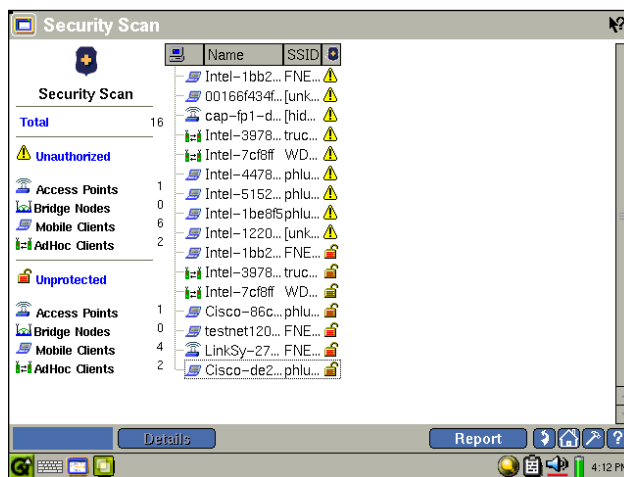 Security Scan
Security Scan
Total 16
Unauthorized
Access Points 1
Bridge Nodes 0
Mobile Clients 6
AdHoc Clients 2
Unprotected
Access Points 1
Bridge Nodes 0
Mobile Clients 4
AdHoc Clients 2
Name SSID
Intel-1bb2... FNE...
00166f434f... [unk...
cap-fp1-d... [hid...
Intel-3978... truc...
Intel-7cf8ff WD...
Intel-4478... phlu...
Intel-5152... phlu...
Intel-1be8f5 phlu...
Intel-1220... [unk...
Intel-1bb2... FNE...
Intel-3978... truc...
Intel-7cf8ff WD...
Cisco-86c... phlu...
testnet120... FNE...
LinkSy-27... FNE...
Cisco-de2... phlu...
Details
Report
?
4:12 PM